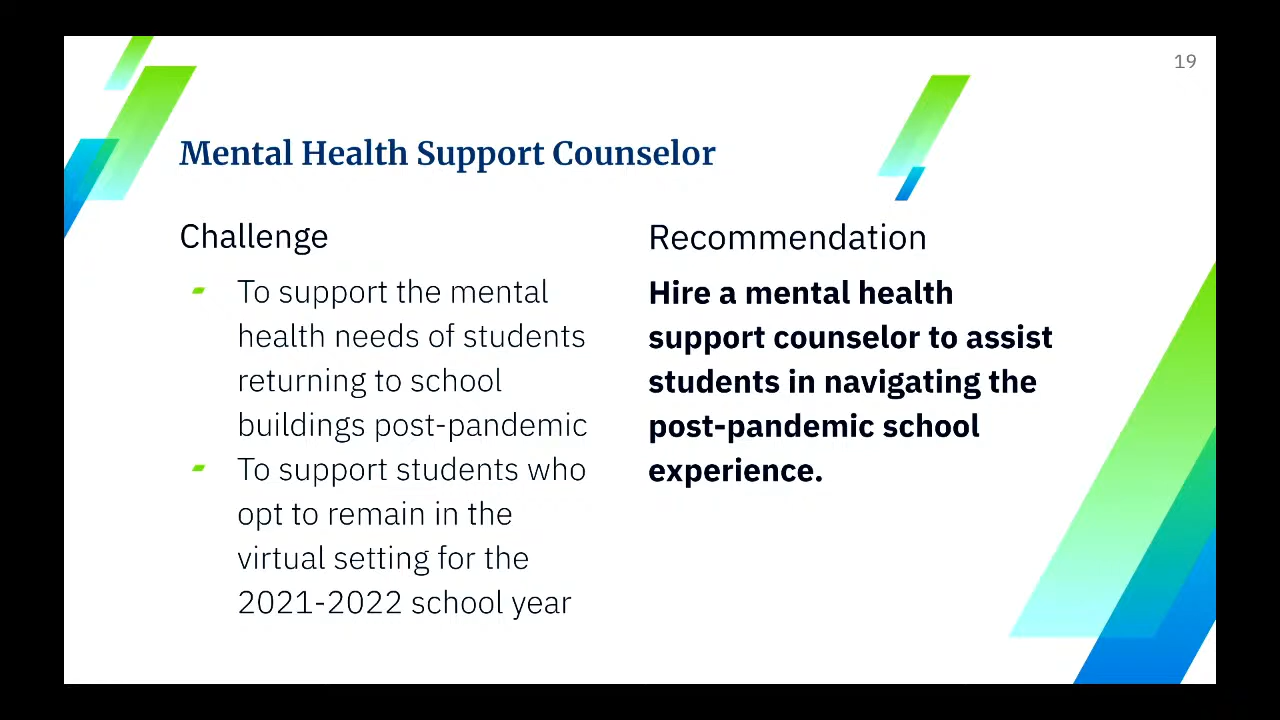 19
Mental Health Support Counselor
Challenge
To support the mental
health needs of students
returning to school
buildings post-pandemic
To support students who
opt to remain in the
virtual setting for the
2021-2022 school year
Recommendation
Hire a mental health
support counselor to assist
students in navigating the
post-pandemic school
experience.